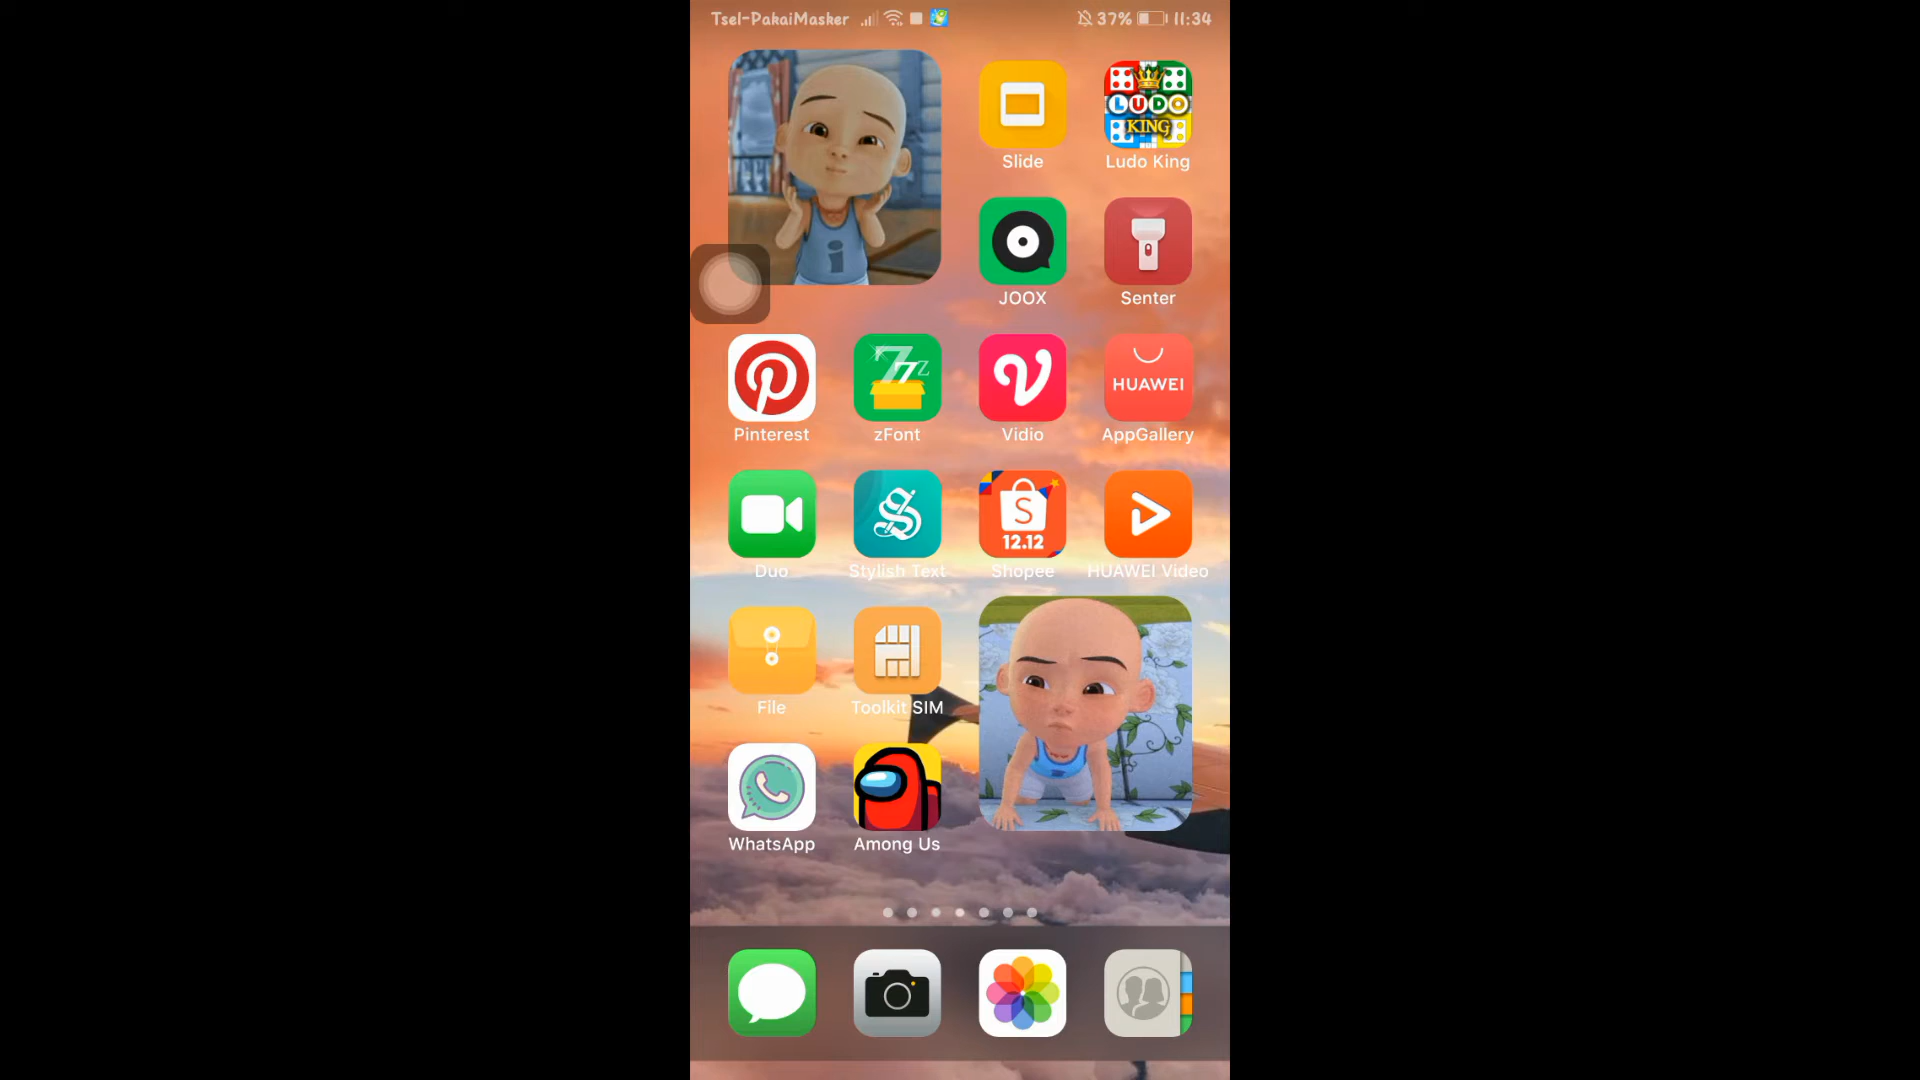 Tsel-PakaiMasker 37% 11:34
i
LUDO
KING
Slide Ludo King
JOOX Senter
HUAWEI
Pinterest zFont Vidio AppGallery
S
12.12
Duo Stylish Text Shopee HUAWEI Video
File Toolkit SIM
WhatsApp Among Us